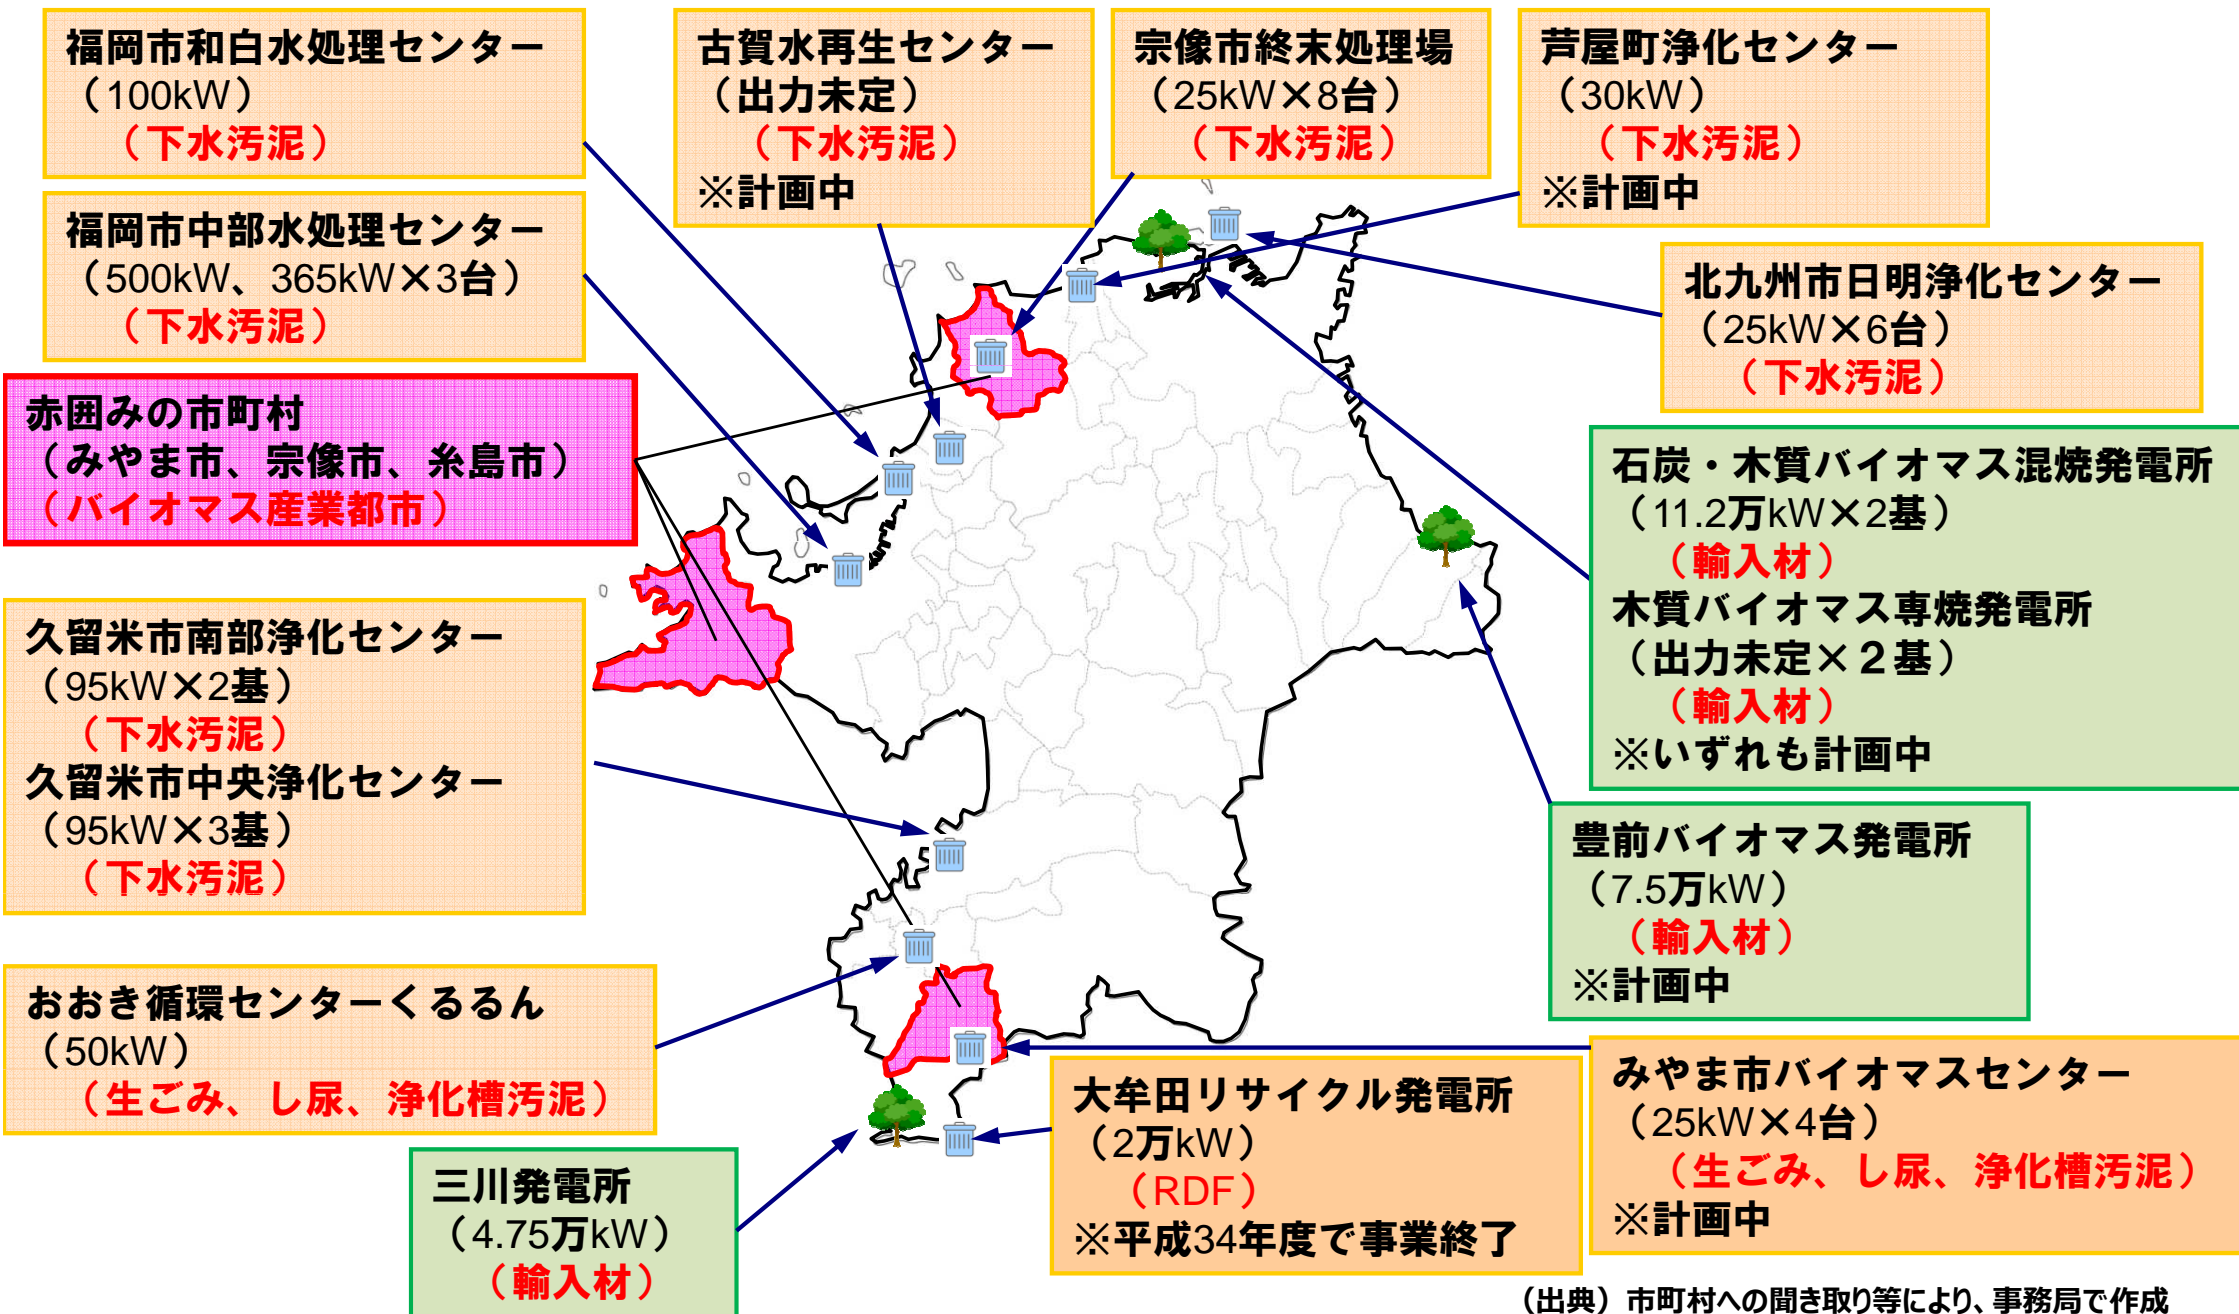 福岡市和白水処理センター
（100kW）
（下水汚泥）
古賀水再生センター
（出力未定）
（下水汚泥）
※計画中
宗像市終末処理場
（25kW×8台）
（下水汚泥）
芦屋町浄化センター
（30kW）
（下水汚泥）
※計画中
福岡市中部水処理センター
（500kW、365kW×3台）
（下水汚泥）
北九州市日明浄化センター
（25kW×6台）
（下水汚泥）
赤囲みの市町村
（みやま市、宗像市、糸島市）
（バイオマス産業都市）
石炭・木質バイオマス混焼発電所
（11.2万kW×2基）
（輸入材）
木質バイオマス専焼発電所
（出力未定×２基）
（輸入材）
※いずれも計画中
久留米市南部浄化センター
（95kW×2基）
（下水汚泥）
久留米市中央浄化センター
（95kW×3基）
（下水汚泥）
豊前バイオマス発電所
（7.5万kW）
（輸入材）
※計画中
おおき循環センターくるるん
（50kW）
（生ごみ、し尿、浄化槽汚泥）
みやま市バイオマスセンター
（25kW×4台）
（生ごみ、し尿、浄化槽汚泥）
※計画中
大牟田リサイクル発電所
（2万kW）
（RDF）
※平成34年度で事業終了
三川発電所
（4.75万kW）
（輸入材）
（出典）市町村への聞き取り等により、事務局で作成